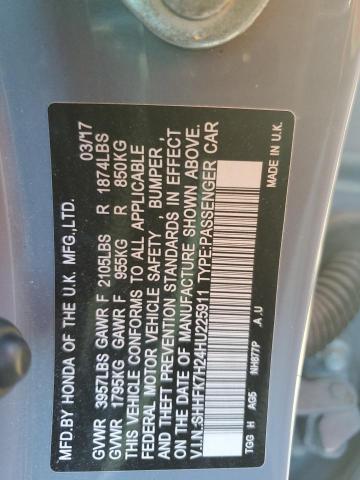 MFD.BY HONDA OF THE U.K. MFG.,LTD. 03/17
GVWR 3957LBS GAWR F 2105LBS R 1874LBS
GVWR 1795KG GAWR F 955KG R 850KG
THIS VEHICLE CONFORMS TO ALL APPLICABLE
FEDERAL MOTOR VEHICLE SAFETY , BUMPER ,
AND THEFT PREVENTION STANDARDS IN EFFECT
ON THE DATE OF MANUFACTURE SHOWN ABOVE.
V.I.N:SHHFK7H24HU225911 TYPE:PASSENGER CAR
TGG H AG5 NH877P ,A ,U MADE IN U.K.